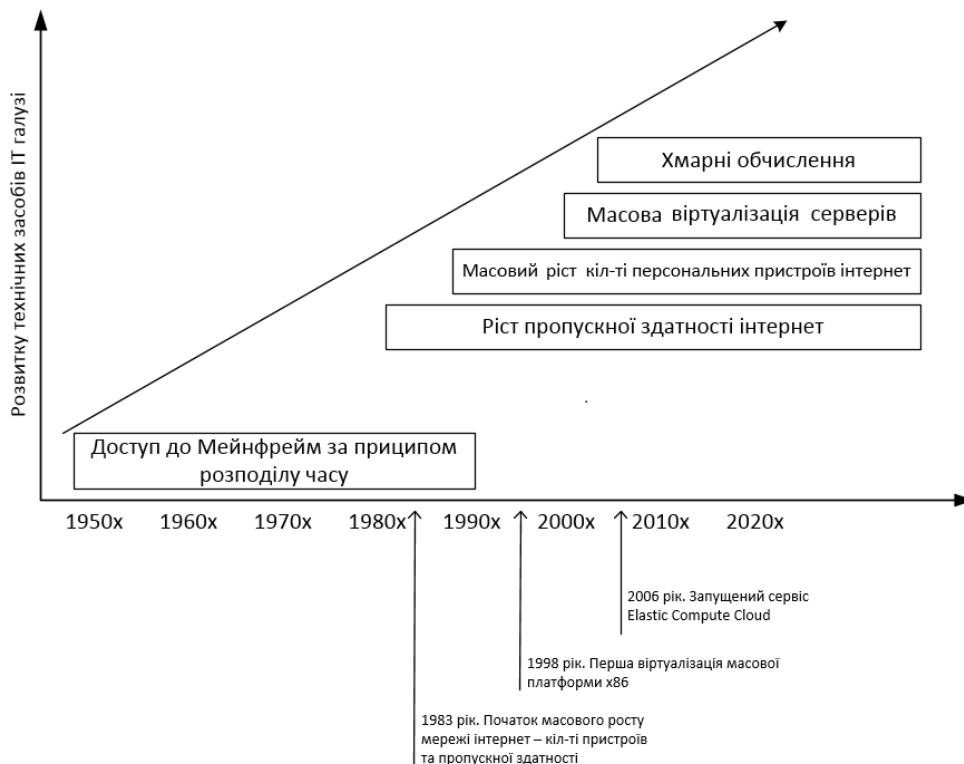 Розвитку технічних засобів ІТ галузі
Хмарні обчислення
Масова віртуалізація серверів
Масовий ріст кіл-ті персональних пристроїв інтернет
Ріст пропускної здатності інтернет
Доступ до Мейнфрейм за приципом
розподілу часу
1950х 1960х 1970х 1980х 1990х 2000х 2010х 2020х
2006 рік. Запущений сервіс
Elastic Compute Cloud
1998 рік. Перша віртуалізація масової
платформи x86
1983 рік. Початок масового росту
мережі інтернет – кіл-ті пристроїв
та пропускної здатності